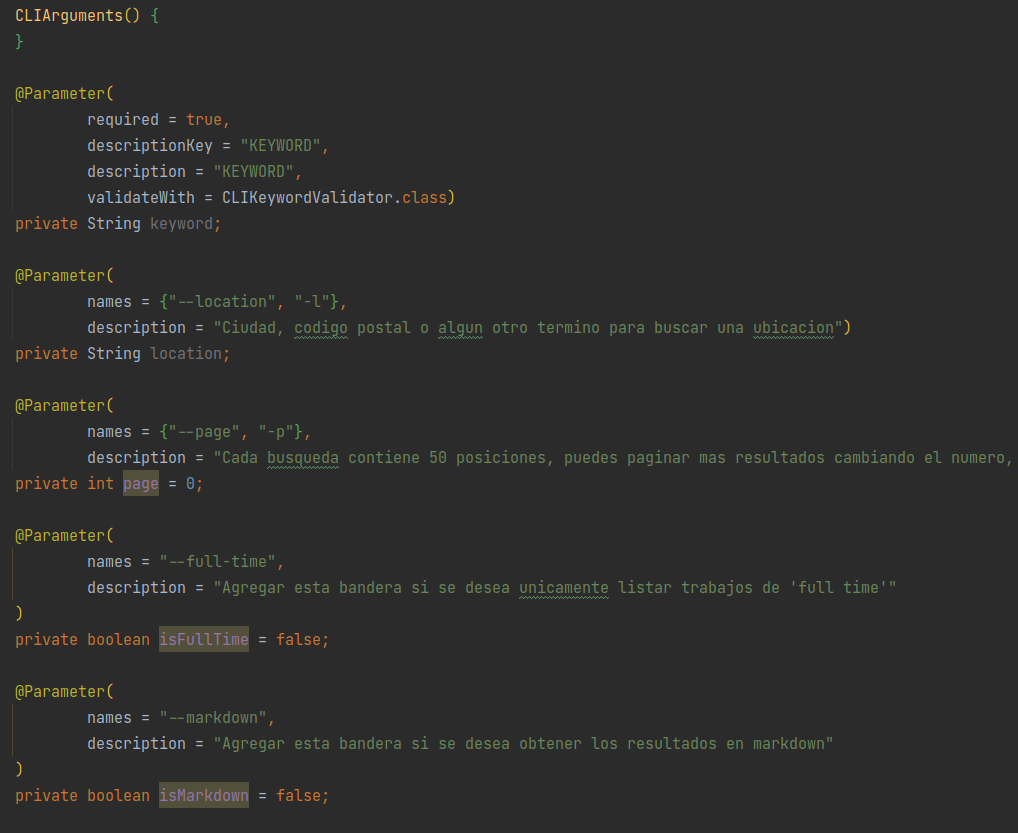 CLIArguments() {
}
@Parameter(
required = true,
descriptionKey = "KEYWORD",
description = "KEYWORD",
validateWith = CLIKeywordValidator.class)
private String keyword;
@Parameter(
names = {"--location", "-l"},
description = "Ciudad, codigo postal o algun otro termino para buscar una ubicacion")
private String location;
@Parameter(
names = {"--page", "-p"},
description = "Cada busqueda contiene 50 posiciones, puedes paginar mas resultados cambiando el numero,
private int page = 0;
@Parameter(
names = "--full-time",
description = "Agregar esta bandera si se desea unicamente listar trabajos de 'full time'"
)
private boolean isFullTime = false;
@Parameter(
names = "--markdown",
description = "Agregar esta bandera si se desea obtener los resultados en markdown"
)
private boolean isMarkdown = false;